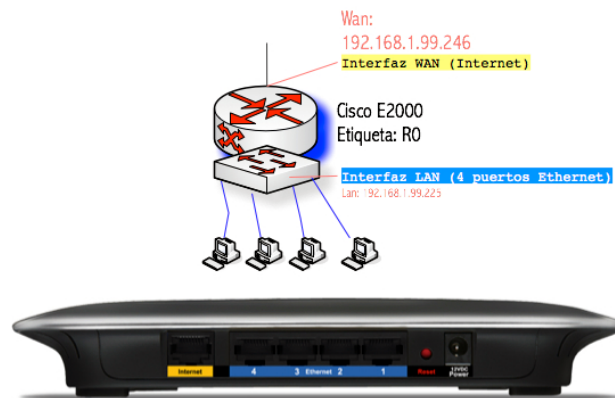 Wan:
192.168.1.99.246
Interfaz WAN (Internet)
Cisco E2000
Etiqueta: R0
Interfaz LAN (4 puertos Ethernet)
Lan: 192.168.1.99.225
Internet
4 3 Ethernet 2 1
Reset
12VDC
Power